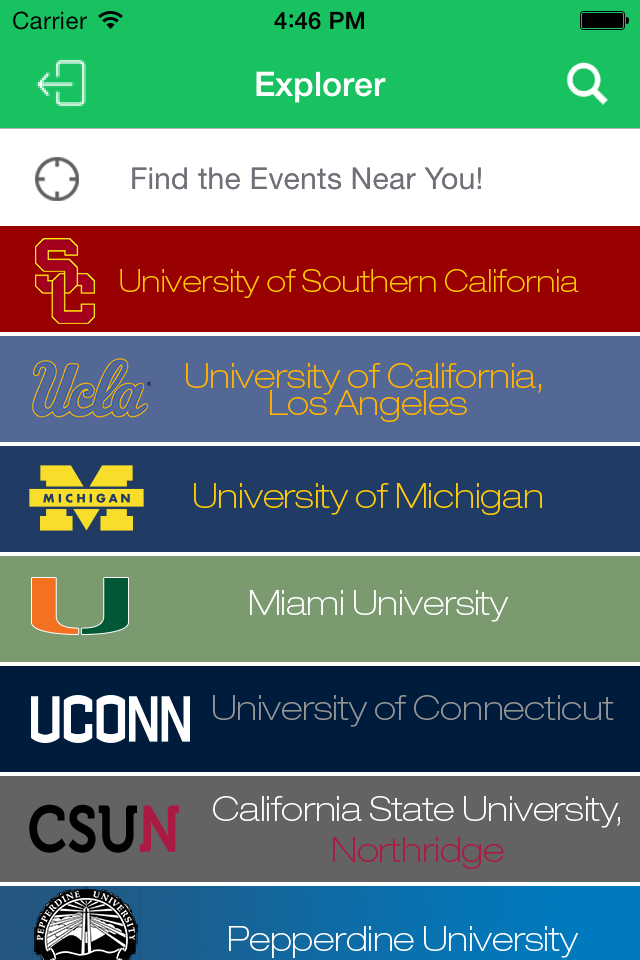 Carrier 4:46 PM
Explorer
Find the Events Near You!
SC University of Southern California
Ucla University of California,
Los Angeles
M MICHIGAN University of Michigan
U Miami University
UCONN University of Connecticut
CSUN California State University,
Northridge
PEPPERDINE UNIVERSITY Pepperdine University